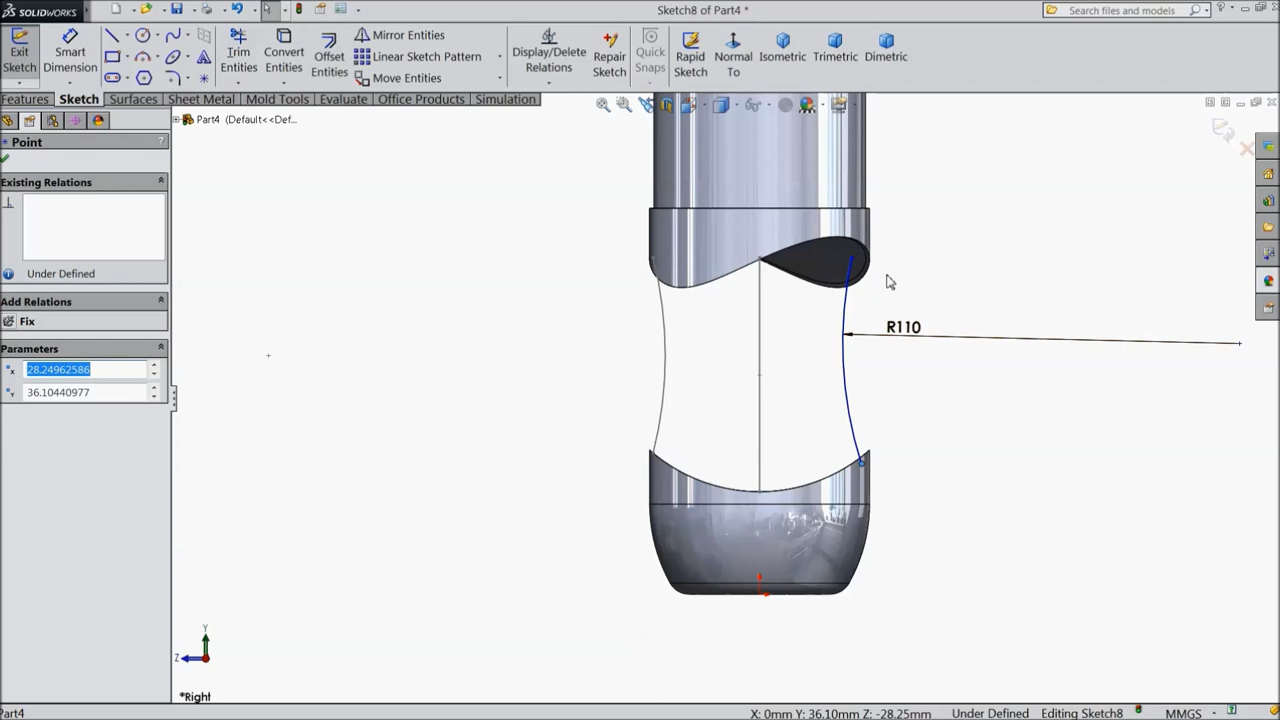 SOLIDWORKS
Sketch8 of Part4 *
Search files and models
Exit Sketch
Smart Dimension
Trim Entities
Convert Entities
Offset Entities
Mirror Entities
Linear Sketch Pattern
Move Entities
Display/Delete Relations
Repair Sketch
Quick Snaps
Rapid Sketch
Normal To
Isometric
Trimetric
Dimetric
Features
Sketch
Surfaces
Sheet Metal
Mold Tools
Evaluate
Office Products
Simulation
Part4 (Default<<Def...
Point
?
Existing Relations
Under Defined
Add Relations
Fix
Parameters
28.24962586
36.10440977
R110
Y
Z
*Right
Part4
X: 0mm Y: 36.10mm Z: -28.25mm
Under Defined
Editing Sketch8
MMGS